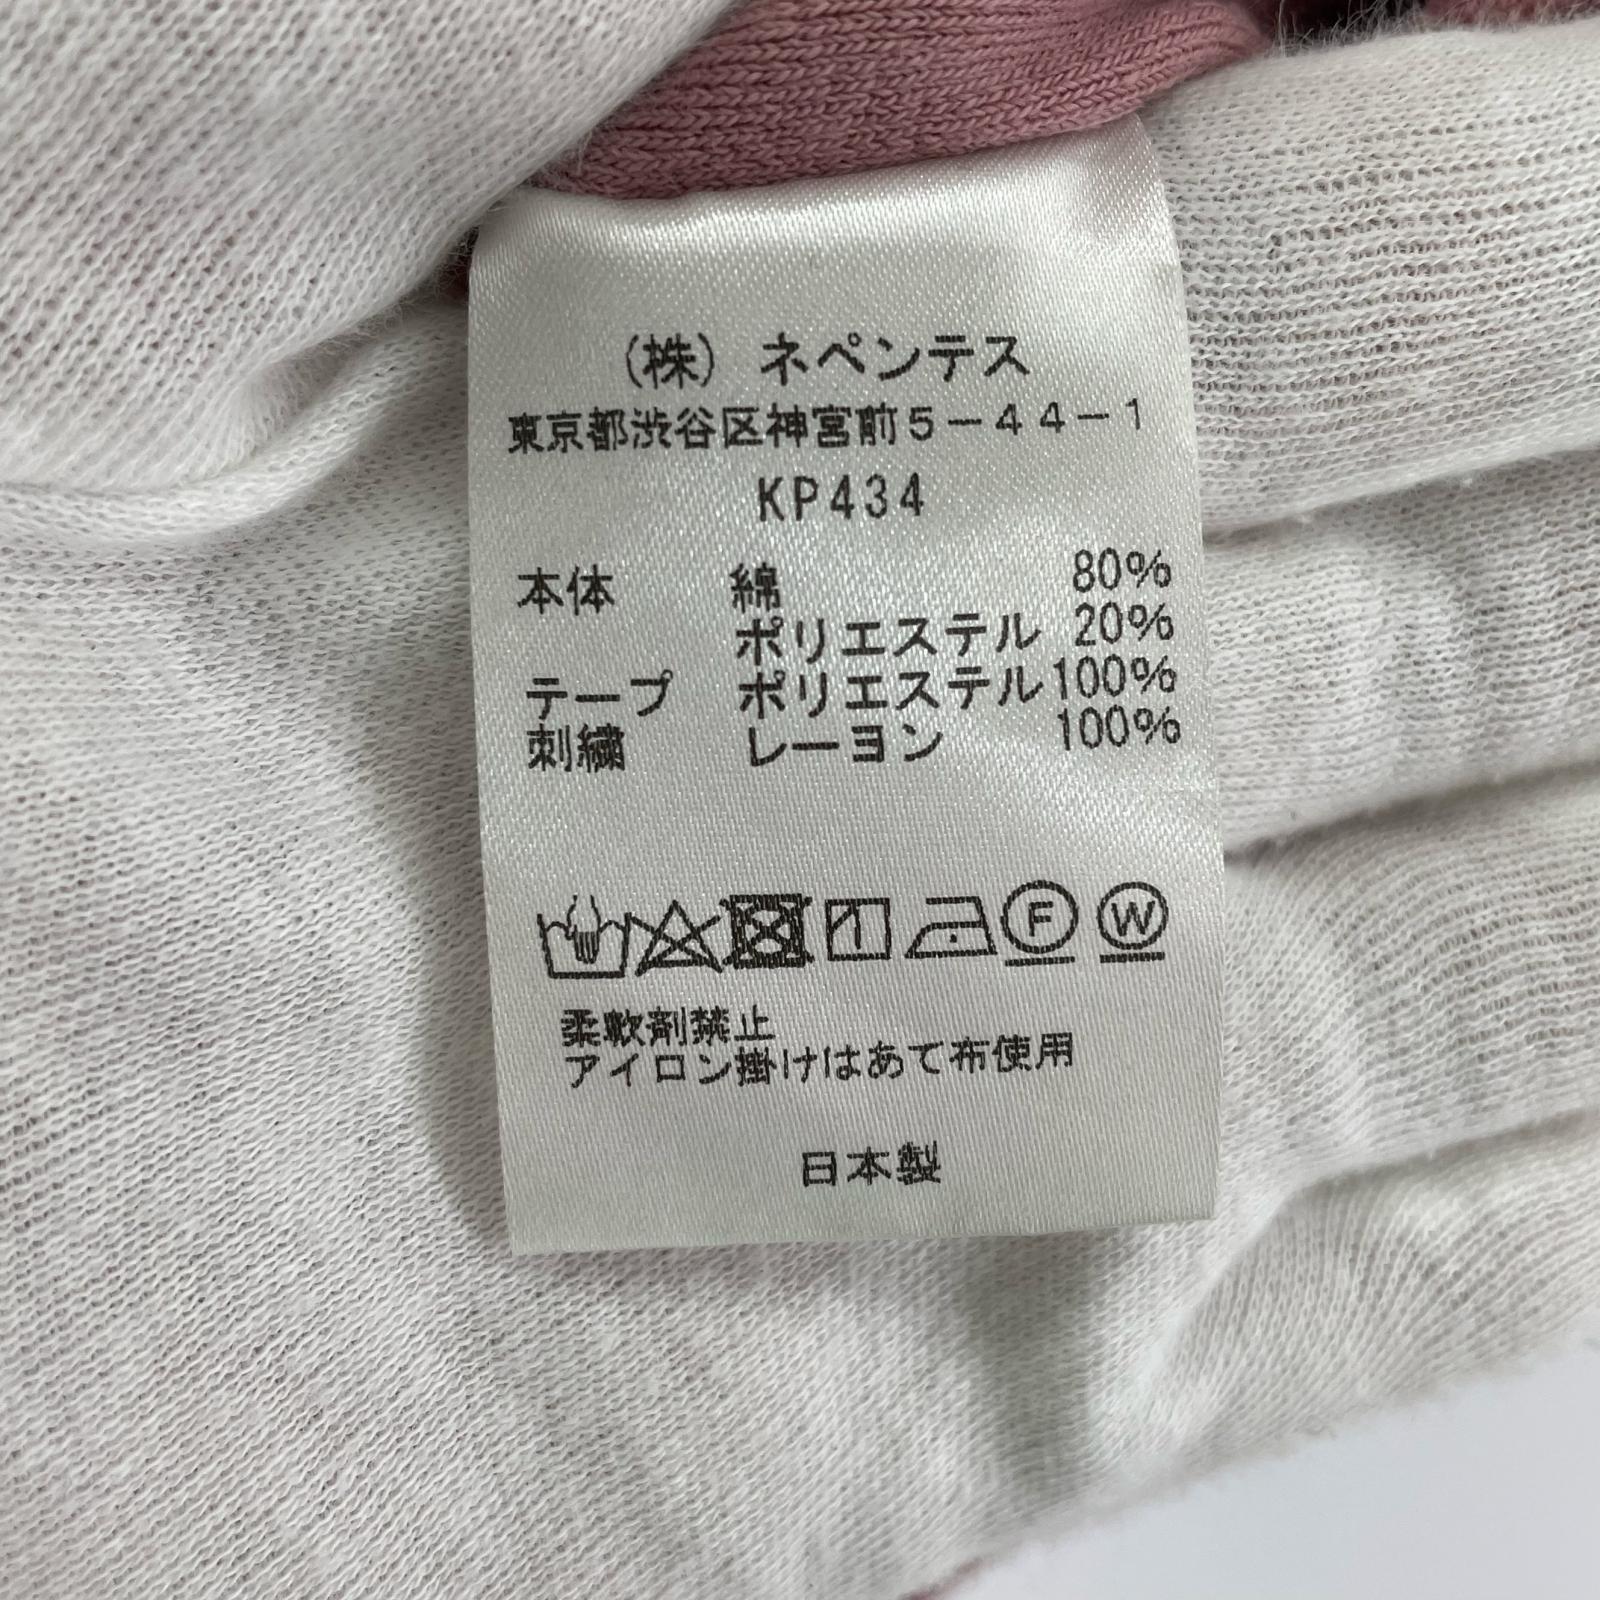 (株) ネペンテス
東京都渋谷区神宮前5-44-1
KP434
本体 綿 80%
ポリエステル 20%
テープ ポリエステル 100%
刺繍 レーヨン 100%
F W
柔軟剤禁止
アイロン掛けはあて布使用
日本製